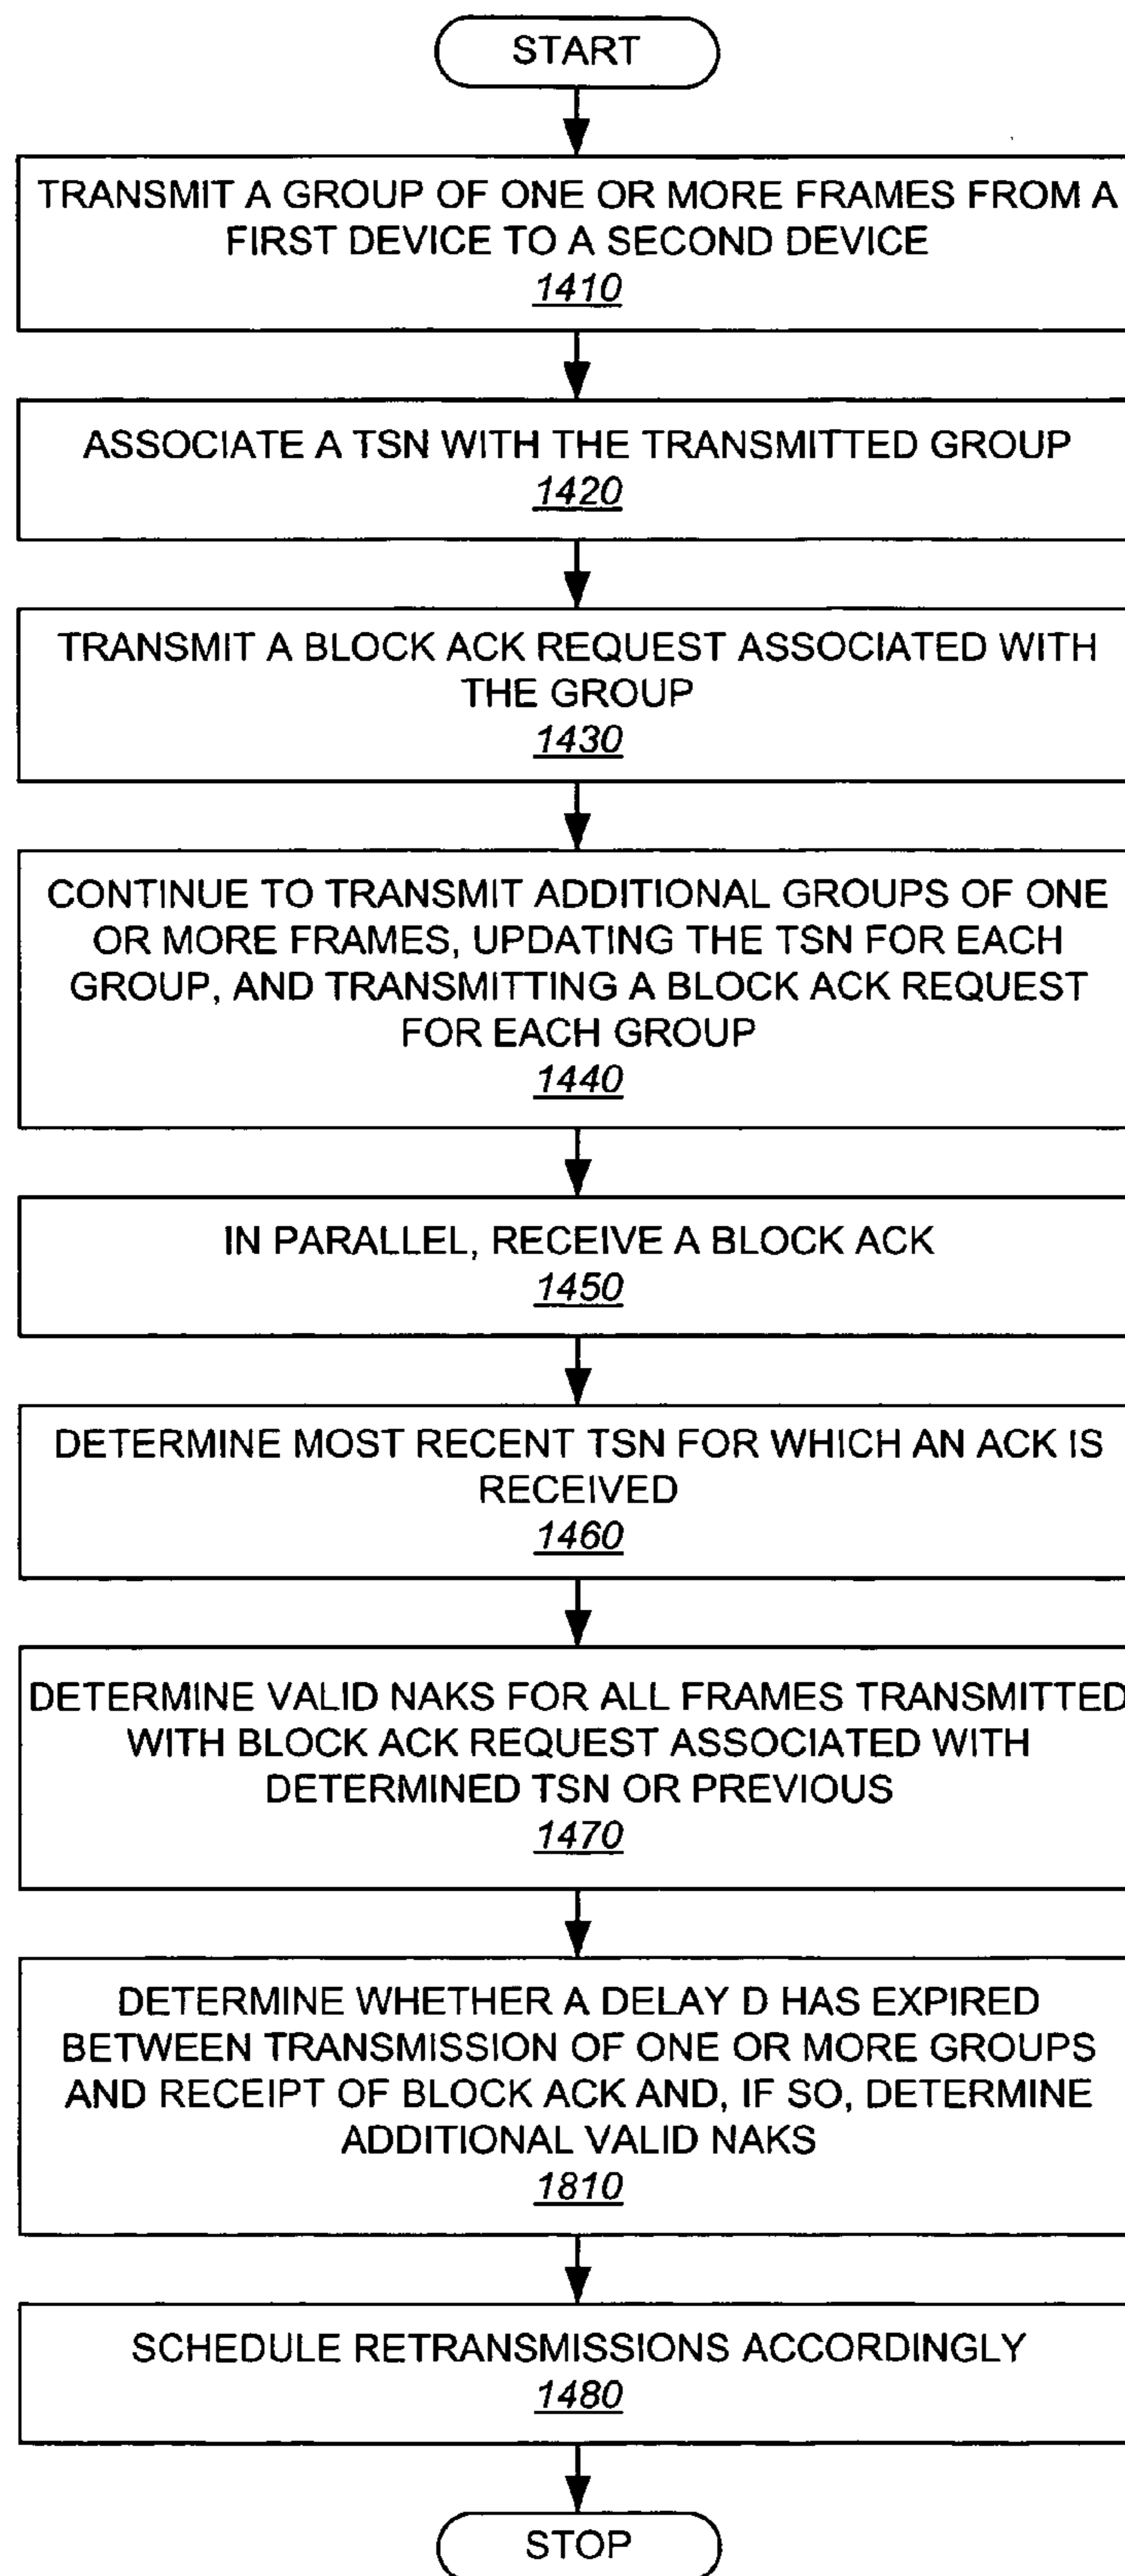 START
TRANSMIT A GROUP OF ONE OR MORE FRAMES FROM A
FIRST DEVICE TO A SECOND DEVICE
1410
ASSOCIATE A TSN WITH THE TRANSMITTED GROUP
1420
TRANSMIT A BLOCK ACK REQUEST ASSOCIATED WITH
THE GROUP
1430
CONTINUE TO TRANSMIT ADDITIONAL GROUPS OF ONE
OR MORE FRAMES, UPDATING THE TSN FOR EACH
GROUP, AND TRANSMITTING A BLOCK ACK REQUEST
FOR EACH GROUP
1440
IN PARALLEL, RECEIVE A BLOCK ACK
1450
DETERMINE MOST RECENT TSN FOR WHICH AN ACK IS
RECEIVED
1460
DETERMINE VALID NAKS FOR ALL FRAMES TRANSMITTED
WITH BLOCK ACK REQUEST ASSOCIATED WITH
DETERMINED TSN OR PREVIOUS
1470
DETERMINE WHETHER A DELAY D HAS EXPIRED
BETWEEN TRANSMISSION OF ONE OR MORE GROUPS
AND RECEIPT OF BLOCK ACK AND, IF SO, DETERMINE
ADDITIONAL VALID NAKS
1810
SCHEDULE RETRANSMISSIONS ACCORDINGLY
1480
STOP